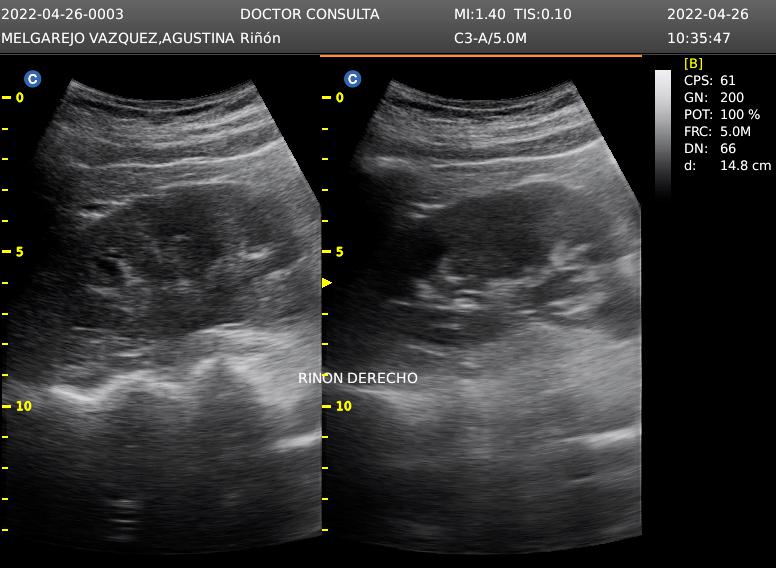 2022-04-26-0003 DOCTOR CONSULTA MI:1.40 TIS:0.10 2022-04-26
MELGAREJO VAZQUEZ,AGUSTINA Riñón C3-A/5.0M 10:35:47
C C [B]
0 0 CPS: 61
GN: 200
POT: 100 %
FRC: 5.0M
DN: 66
d: 14.8 cm
5 5
RINON DERECHO
10 10